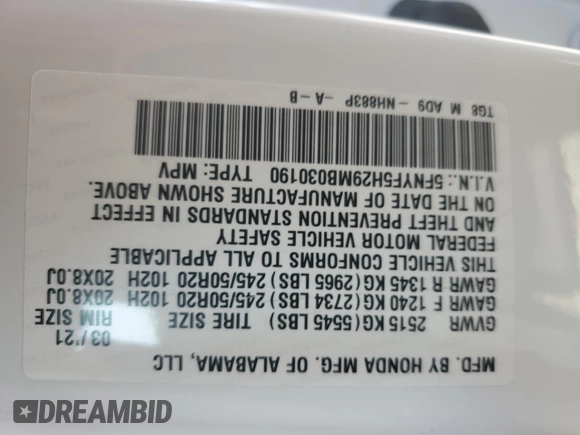 MFD. BY HONDA MFG. OF ALABAMA, LLC
03/'21
GVWR 2515 KG (5545 LBS) TIRE SIZE RIM SIZE
GAWR F 1240 KG (2734 LBS) 245/50R20 102H 20X8.0J
GAWR R 1345 KG (2965 LBS) 245/50R20 102H 20X8.0J
THIS VEHICLE CONFORMS TO ALL APPLICABLE
FEDERAL MOTOR VEHICLE SAFETY
AND THEFT PREVENTION STANDARDS IN EFFECT
ON THE DATE OF MANUFACTURE SHOWN ABOVE.
V.I.N.: 5FNYF5H29MB030190 TYPE: MPV
TG8 M AD9 - NH883P -A-B
DREAMBID